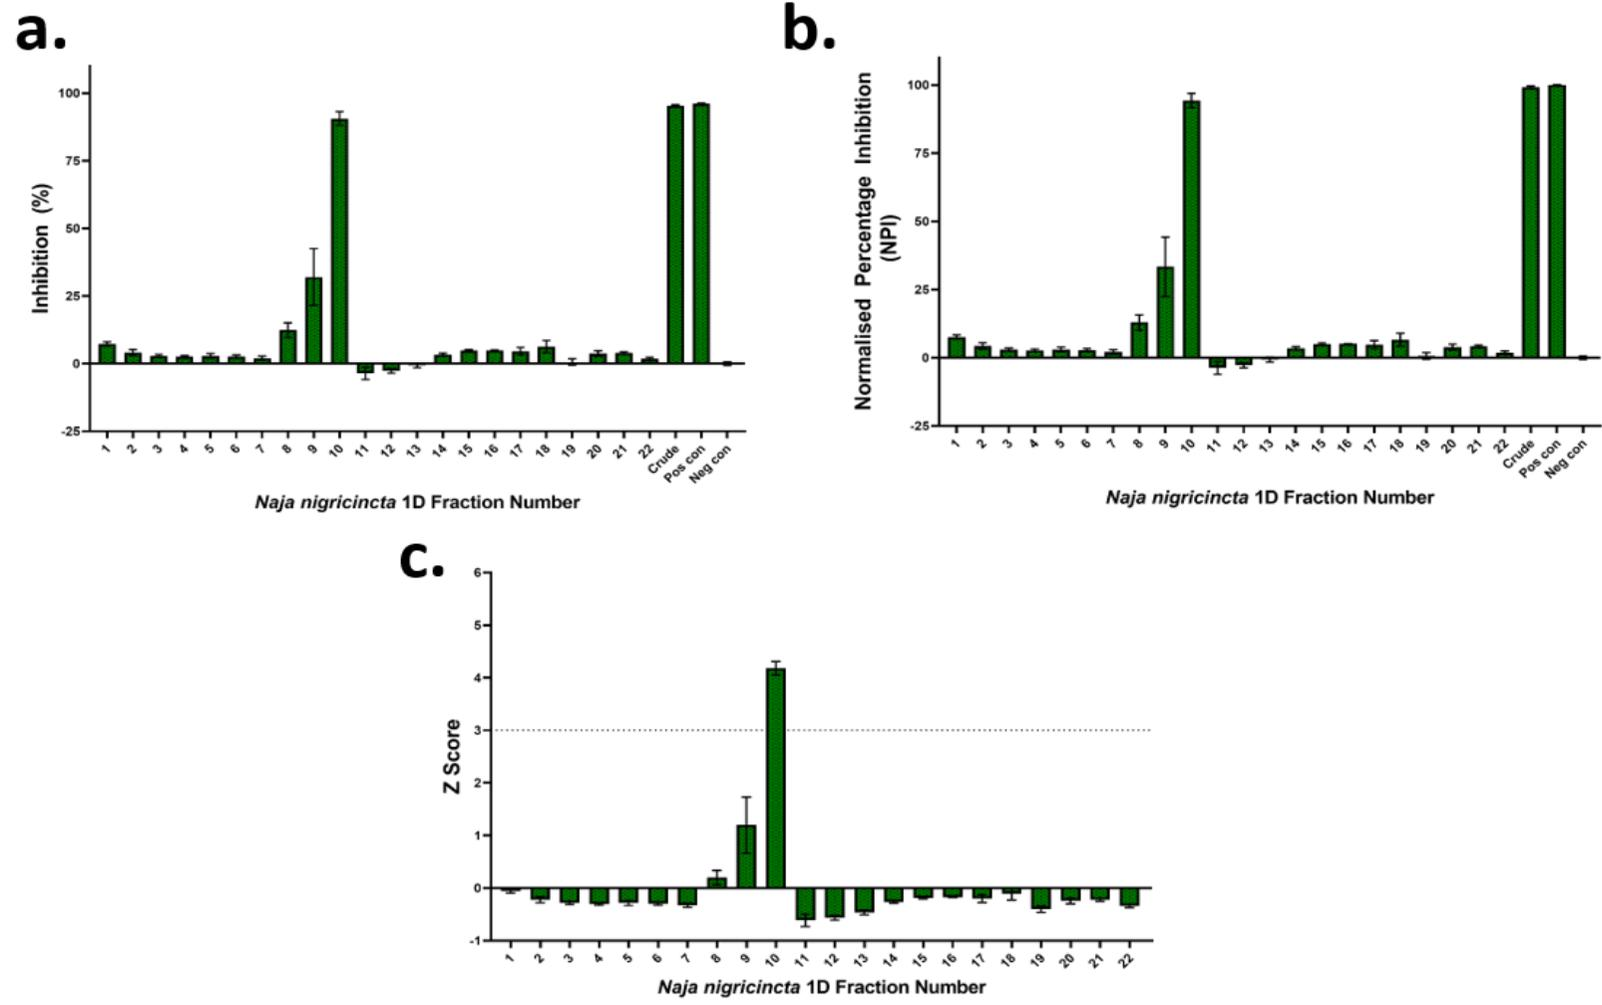 a.
Inhibition (%)
100
75
50
25
0
-25
1 2 3 4 5 6 7 8 9 10 11 12 13 14 15 16 17 18 19 20 21 22 Crude Pos con Neg con
Naja nigricincta 1D Fraction Number
b.
Normalised Percentage Inhibition
(NPI)
100
75
50
25
0
-25
1 2 3 4 5 6 7 8 9 10 11 12 13 14 15 16 17 18 19 20 21 22 Crude Pos con Neg con
Naja nigricincta 1D Fraction Number
c.
Z Score
6
5
4
3
2
1
0
-1
1 2 3 4 5 6 7 8 9 10 11 12 13 14 15 16 17 18 19 20 21 22
Naja nigricincta 1D Fraction Number